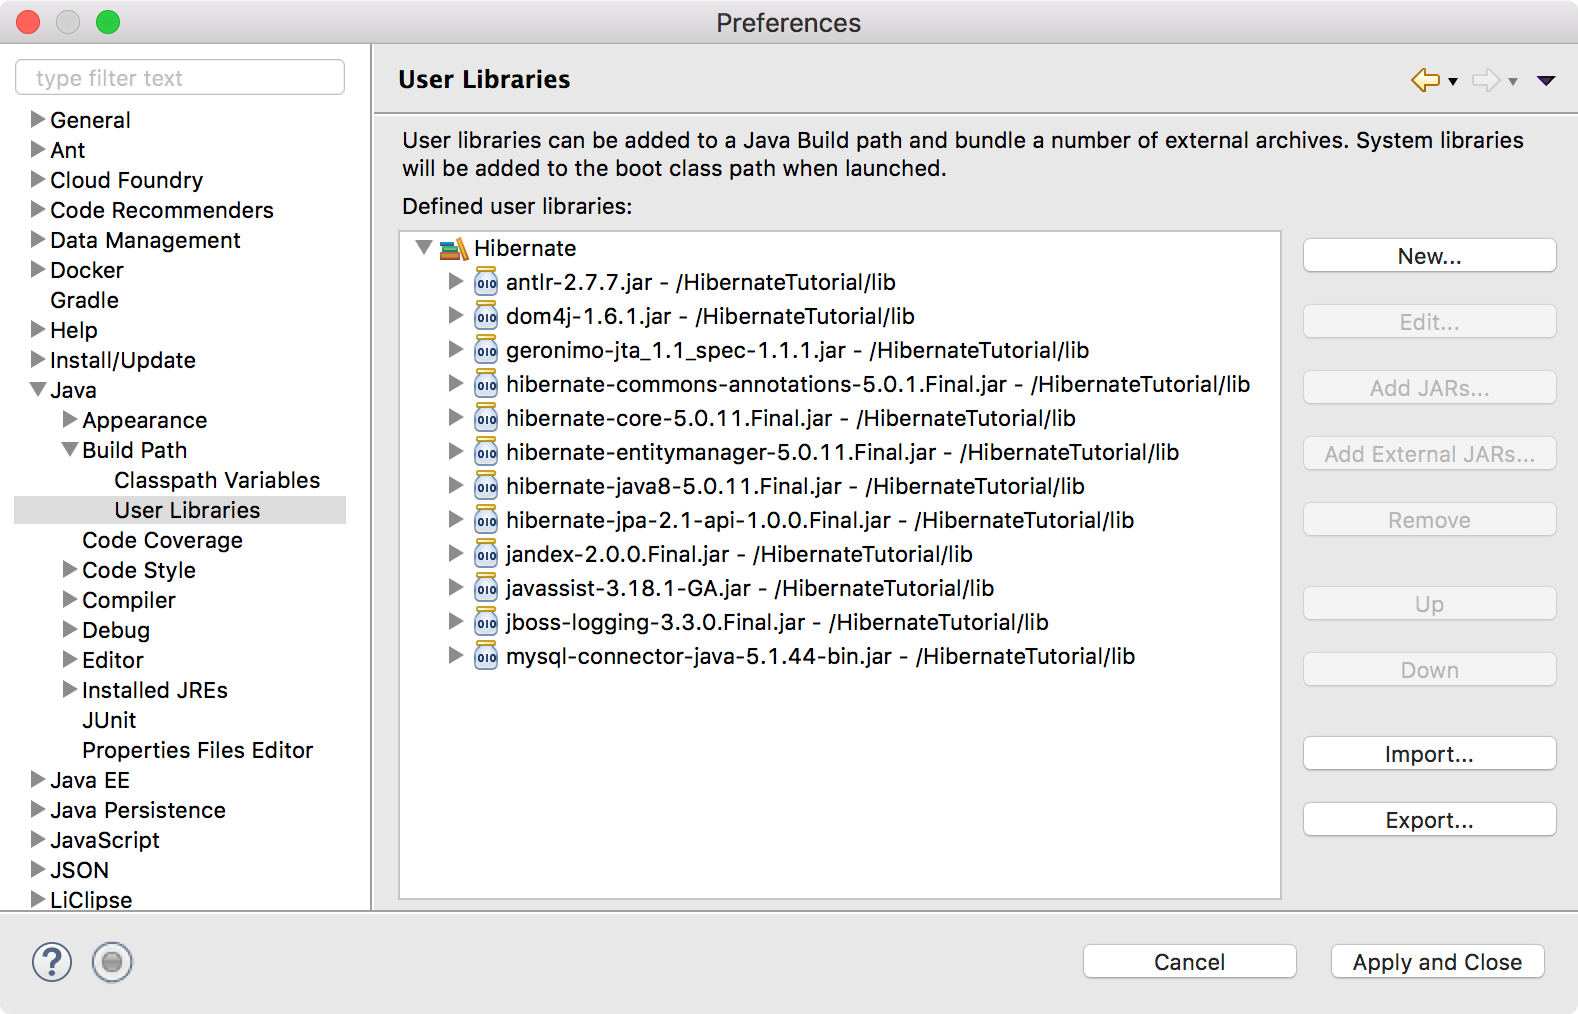 Preferences
type filter text
General
Ant
Cloud Foundry
Code Recommenders
Data Management
Docker
Gradle
Help
Install/Update
Java
Appearance
Build Path
Classpath Variables
User Libraries
Code Coverage
Code Style
Compiler
Debug
Editor
Installed JREs
JUnit
Properties Files Editor
Java EE
Java Persistence
JavaScript
JSON
LiClipse
User Libraries
User libraries can be added to a Java Build path and bundle a number of external archives. System libraries
will be added to the boot class path when launched.
Defined user libraries:
Hibernate
antlr-2.7.7.jar - /HibernateTutorial/lib
dom4j-1.6.1.jar - /HibernateTutorial/lib
geronimo-jta_1.1_spec-1.1.1.jar - /HibernateTutorial/lib
hibernate-commons-annotations-5.0.1.Final.jar - /HibernateTutorial/lib
hibernate-core-5.0.11.Final.jar - /HibernateTutorial/lib
hibernate-entitymanager-5.0.11.Final.jar - /HibernateTutorial/lib
hibernate-java8-5.0.11.Final.jar - /HibernateTutorial/lib
hibernate-jpa-2.1-api-1.0.0.Final.jar - /HibernateTutorial/lib
jandex-2.0.0.Final.jar - /HibernateTutorial/lib
javassist-3.18.1-GA.jar - /HibernateTutorial/lib
jboss-logging-3.3.0.Final.jar - /HibernateTutorial/lib
mysql-connector-java-5.1.44-bin.jar - /HibernateTutorial/lib
New...
Edit...
Add JARs...
Add External JARs...
Remove
Up
Down
Import...
Export...
Cancel
Apply and Close